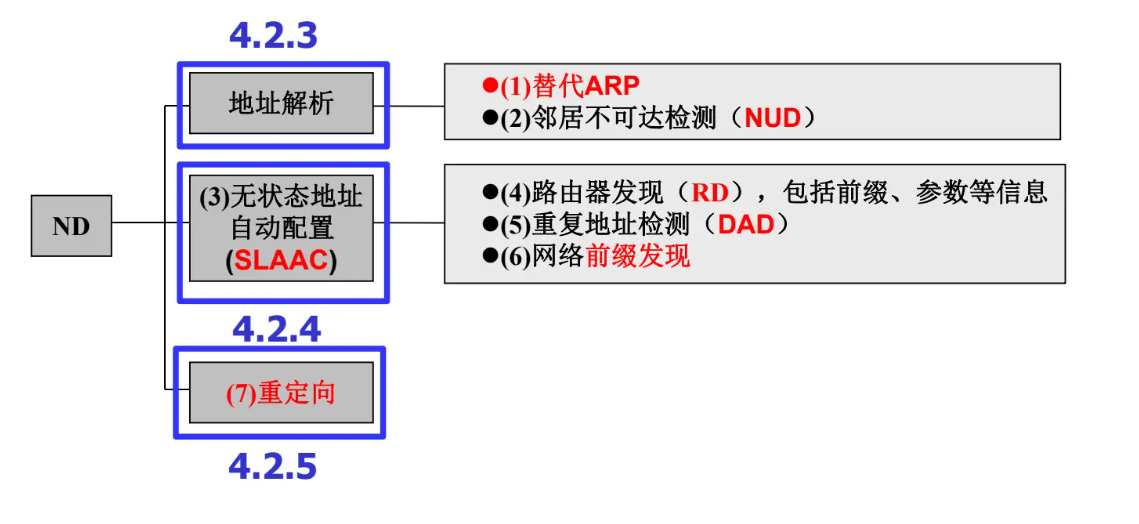 4.2.3
地址解析
●(1)替代ARP
●(2)邻居不可达检测（NUD）
ND
(3)无状态地址
自动配置
(SLAAC)
●(4)路由器发现（RD），包括前缀、参数等信息
●(5)重复地址检测（DAD）
●(6)网络前缀发现
4.2.4
(7)重定向
4.2.5